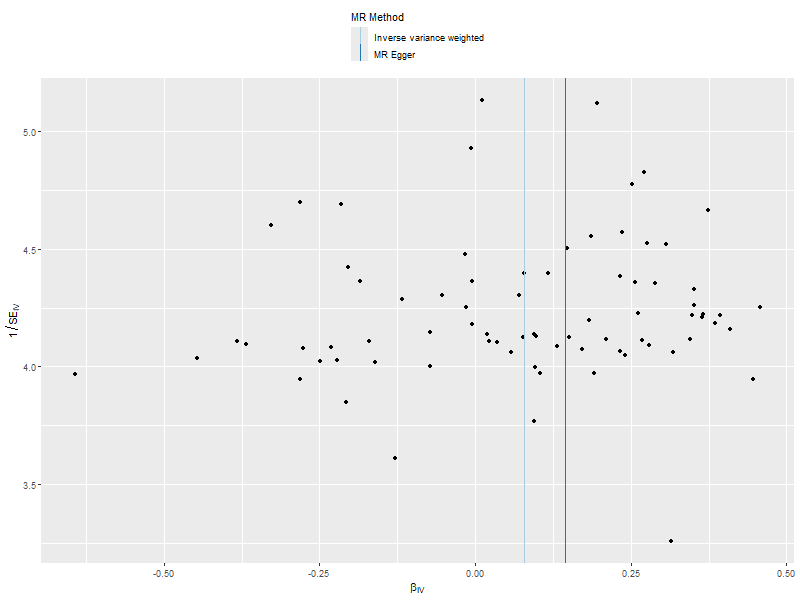 MR Method
Inverse variance weighted
MR Egger
5.0
4.5
4.0
3.5
1/SE_IV
-0.50 -0.25 0.00 0.25 0.50
β_IV